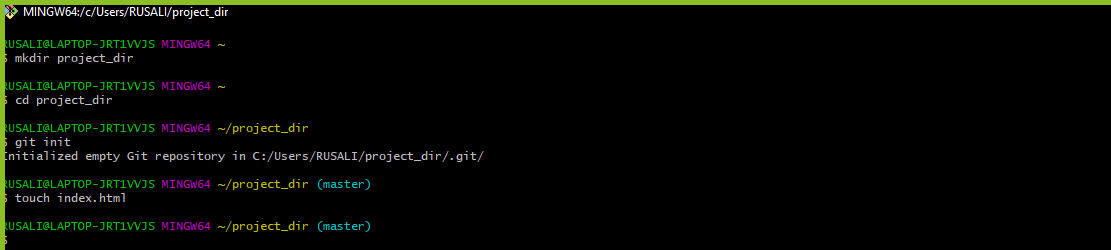 MINGW64:/c/Users/RUSALI/project_dir
RUSALI@LAPTOP-JRT1VVJS MINGW64 ~
$ mkdir project_dir
RUSALI@LAPTOP-JRT1VVJS MINGW64 ~
$ cd project_dir
RUSALI@LAPTOP-JRT1VVJS MINGW64 ~/project_dir
$ git init
Initialized empty Git repository in C:/Users/RUSALI/project_dir/.git/
RUSALI@LAPTOP-JRT1VVJS MINGW64 ~/project_dir (master)
$ touch index.html
RUSALI@LAPTOP-JRT1VVJS MINGW64 ~/project_dir (master)
$